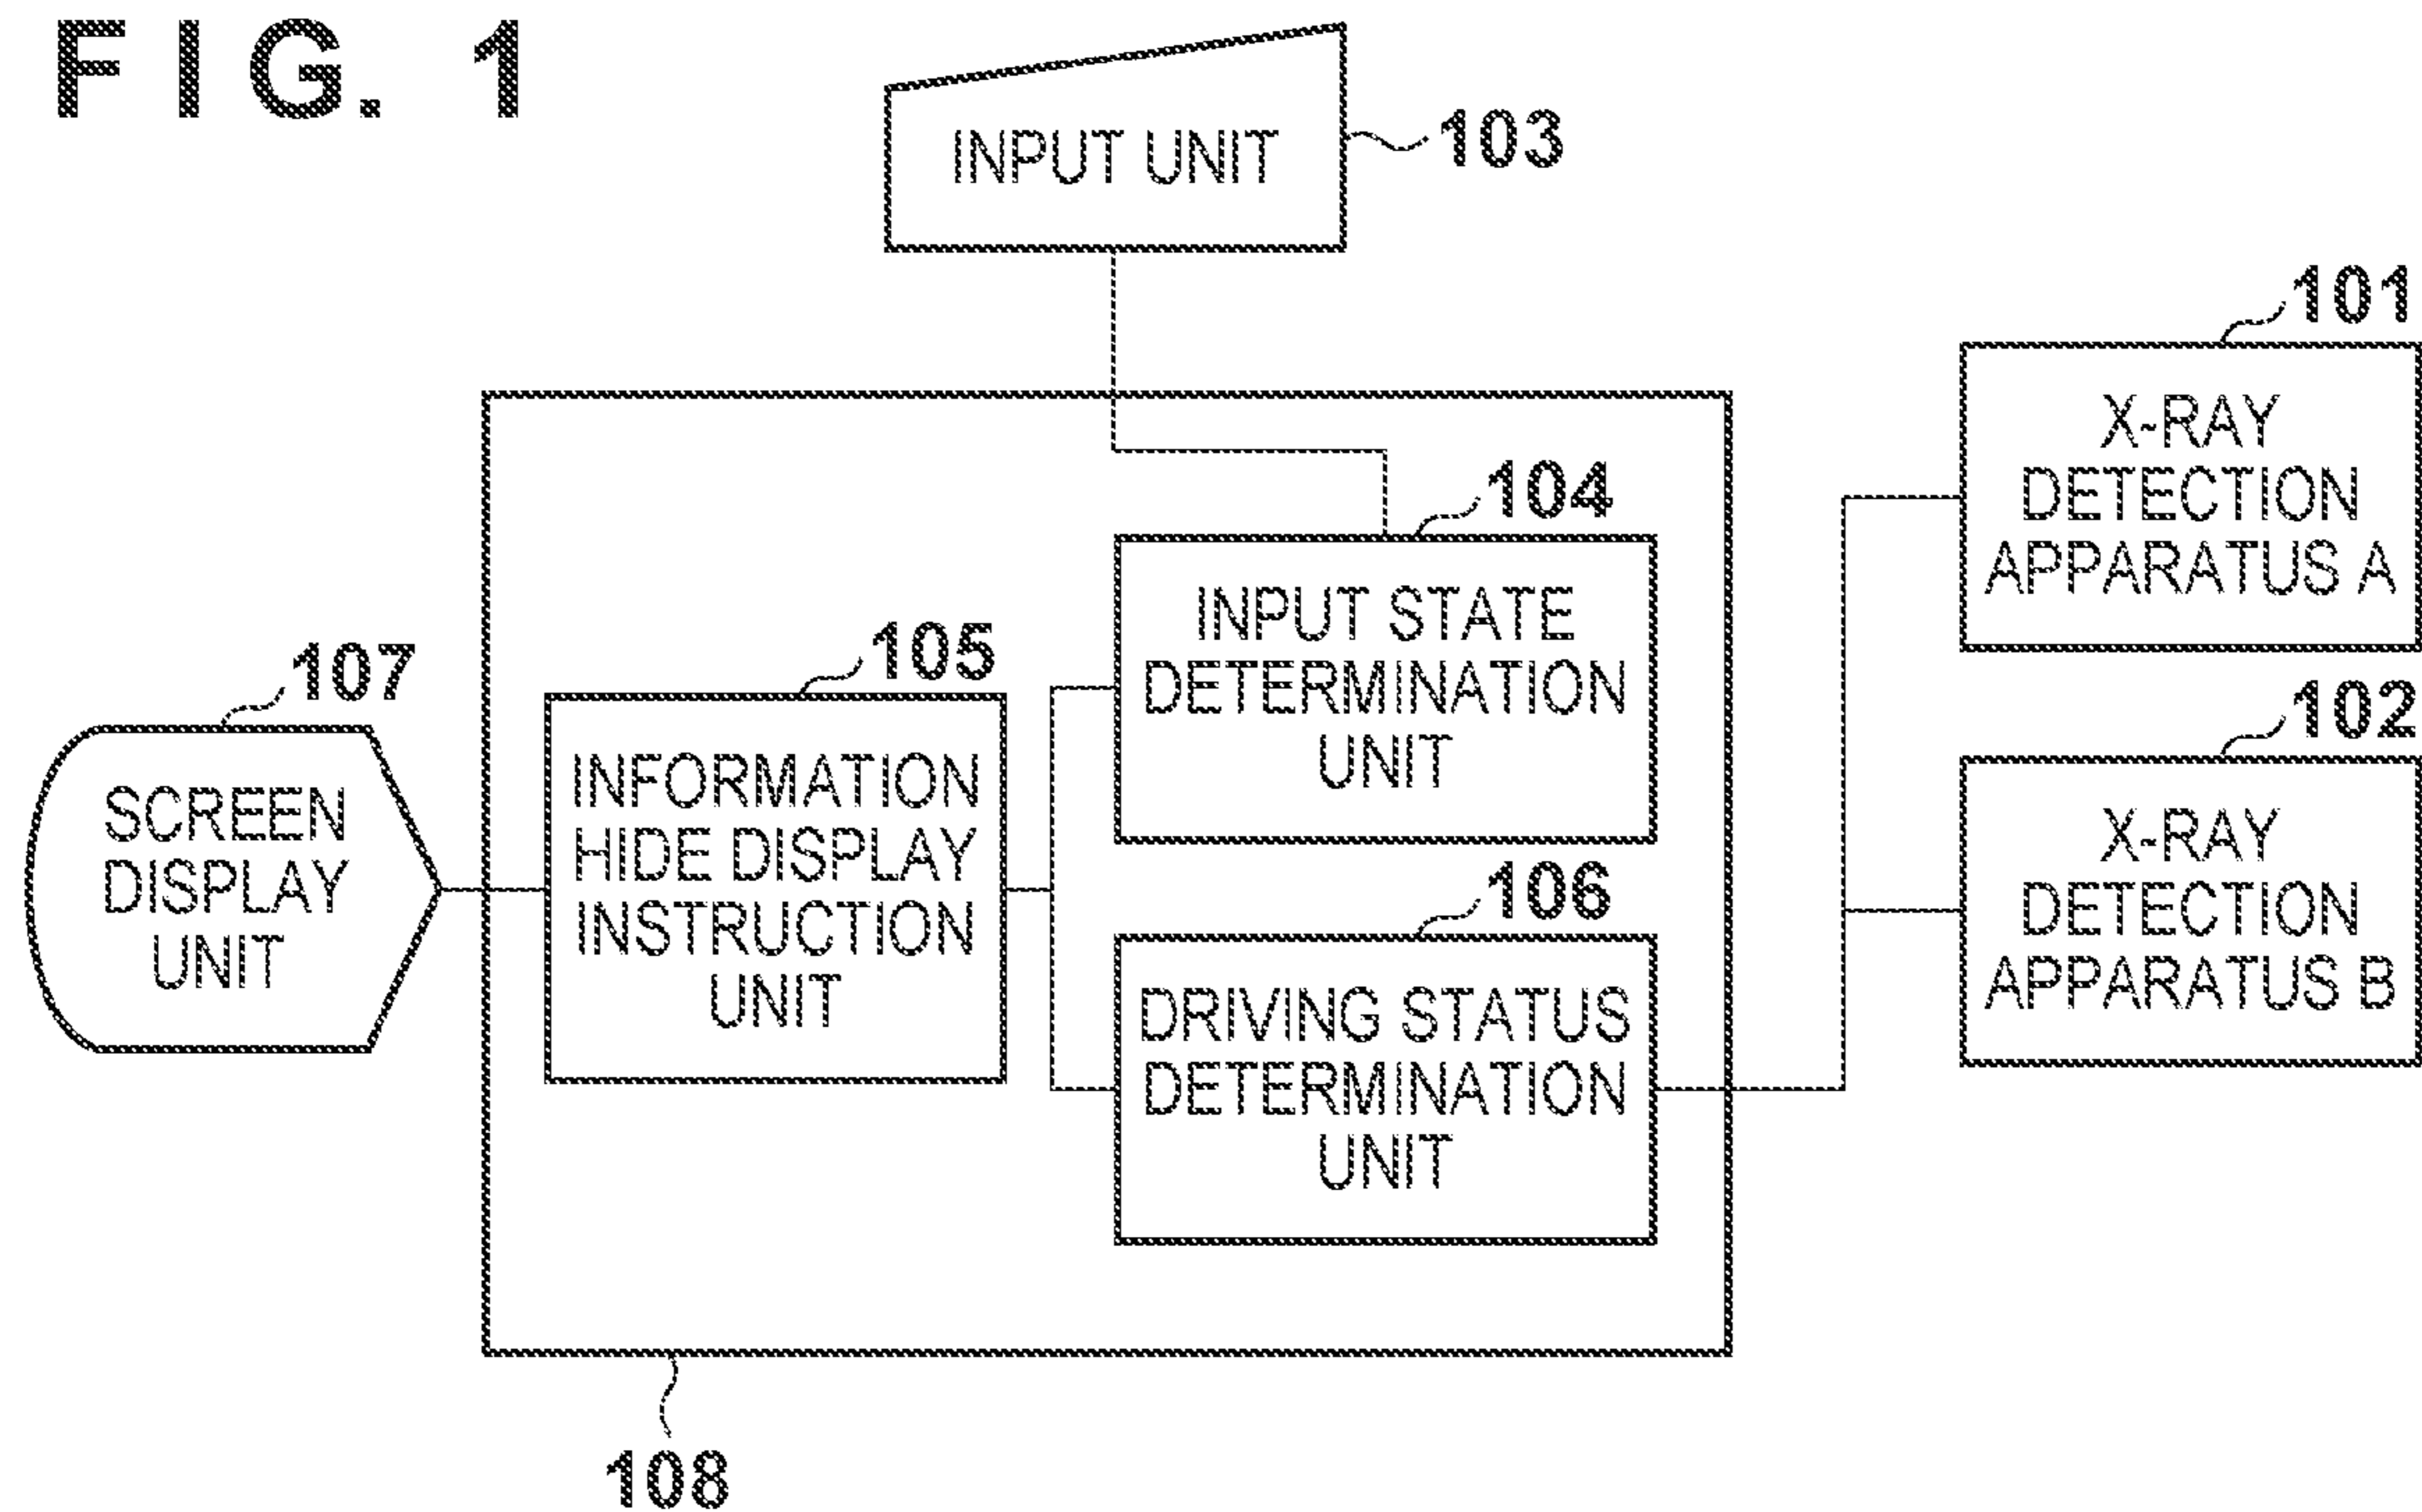 FIG. 1
INPUT UNIT
103
101
X-RAY
DETECTION
APPARATUS A
104
INPUT STATE
DETERMINATION
UNIT
105
INFORMATION
HIDE DISPLAY
INSTRUCTION
UNIT
107
SCREEN
DISPLAY
UNIT
102
X-RAY
DETECTION
APPARATUS B
106
DRIVING STATUS
DETERMINATION
UNIT
108